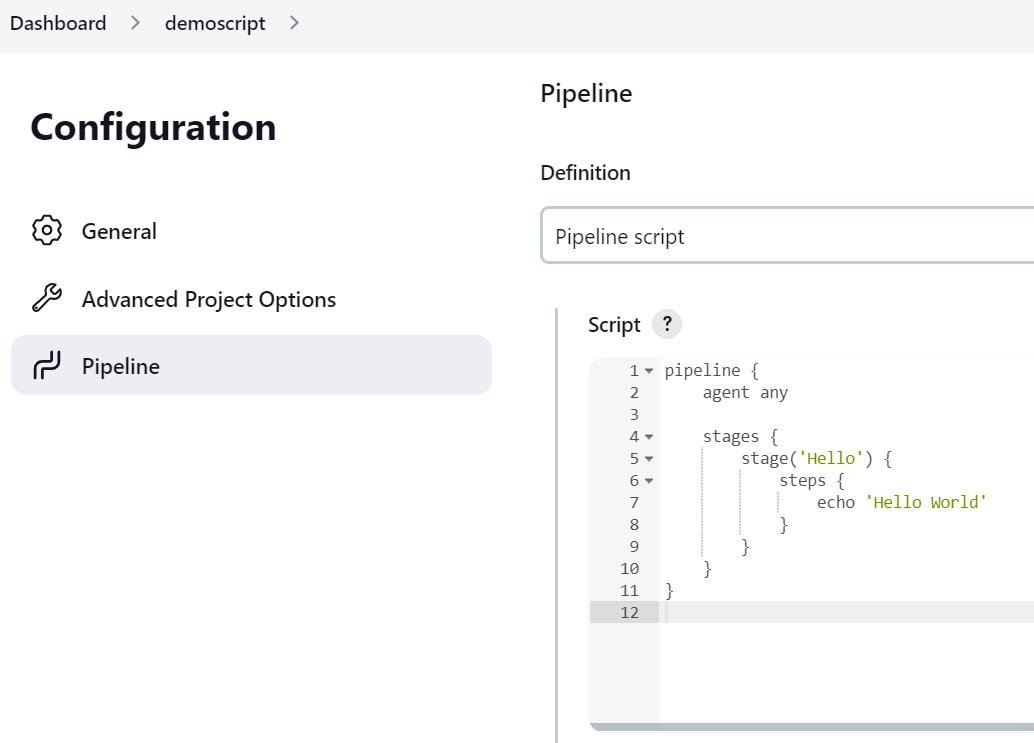 Dashboard > demoscript >
Configuration
General
Advanced Project Options
Pipeline
Pipeline
Definition
Pipeline script
Script ?
1 pipeline {
2     agent any
3
4     stages {
5         stage('Hello') {
6             steps {
7                 echo 'Hello World'
8             }
9         }
10     }
11 }
12